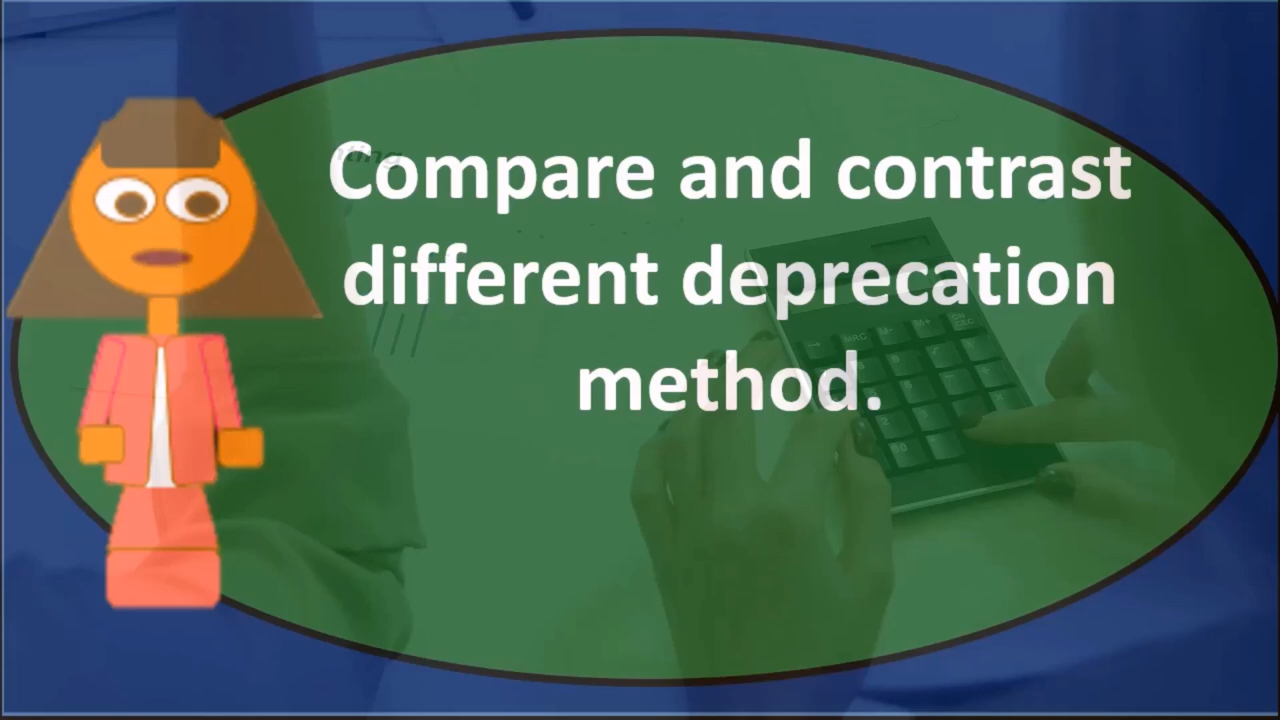 Compare and contrast
different deprecation
method.